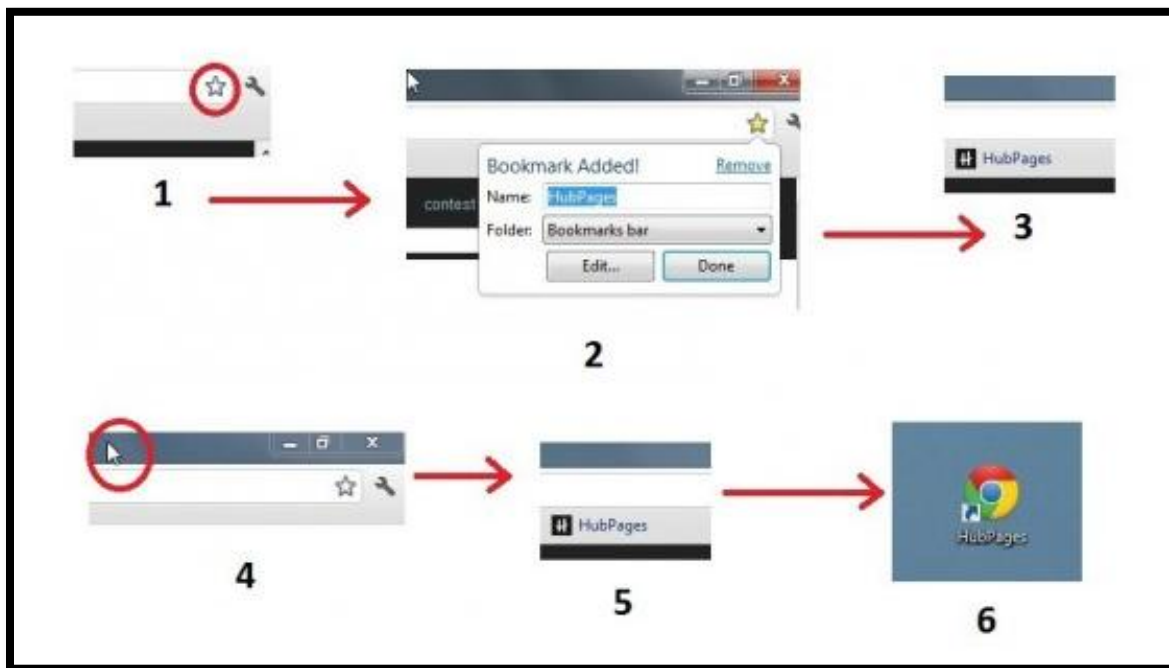 Bookmark Added! Remove
Name: HubPages
contest
Folder: Bookmarks bar
Edit... Done
HubPages
1
3
2
HubPages
HubPages
4
5
6